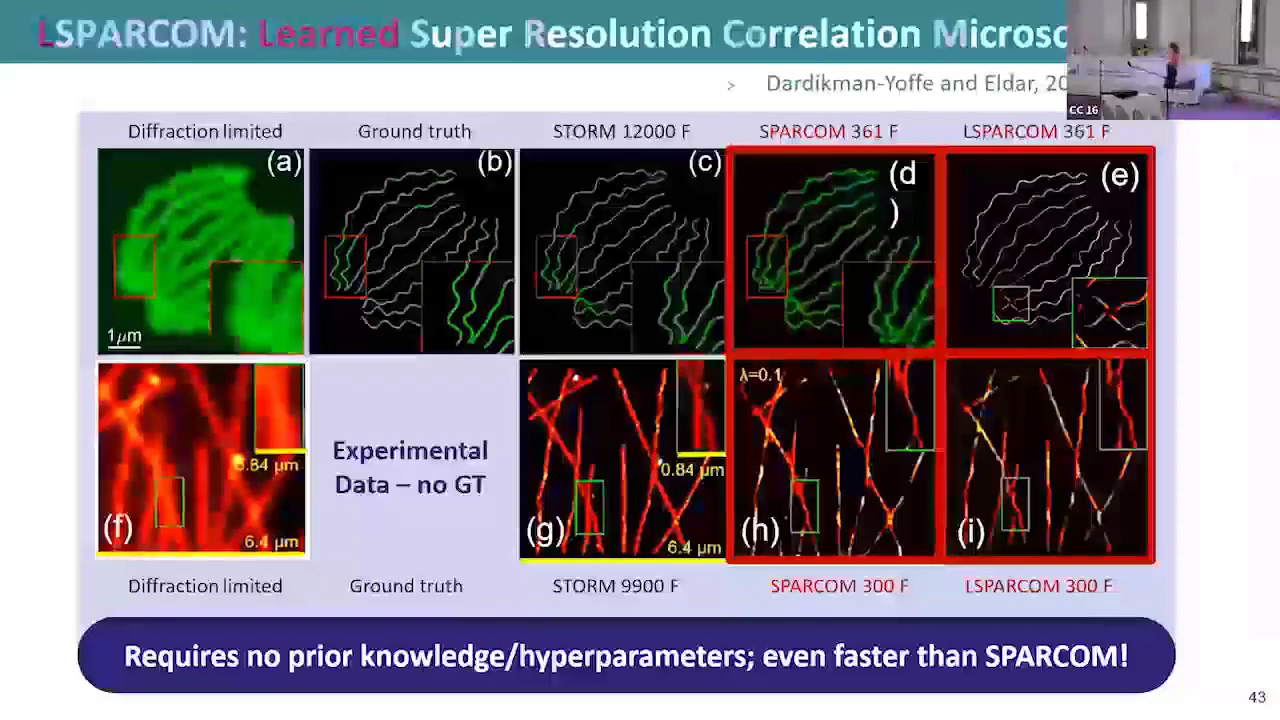 LSPARCOM: Learned Super Resolution Correlation
CC 16
> Dardikman-Yoffe and Eldar,
Diffraction limited
Ground truth
STORM 12000 F
SPARCOM 361 F
LSPARCOM 361 F
(a)
(b)
(c)
(d
)
(e)
1μm
(f)
0.84 μm
6.4 μm
Experimental
Data – no GT
(g)
0.84 μm
6.4 μm
λ=0.1
(h)
(i)
Diffraction limited
Ground truth
STORM 9900 F
SPARCOM 300 F
LSPARCOM 300 F
Requires no prior knowledge/hyperparameters; even faster than SPARCOM!
43